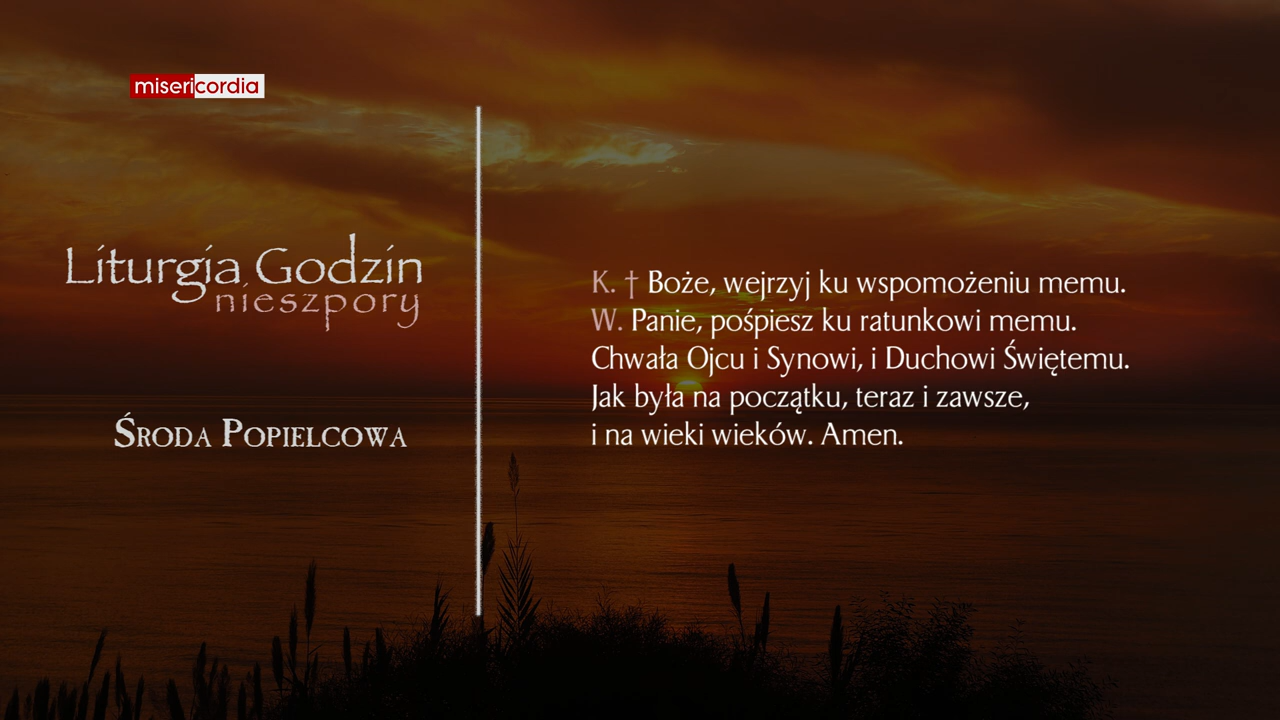 misericordia
Liturgia Godzin
nieszpory
Środa Popielcowa
K. † Boże, wejrzyj ku wspomożeniu memu.
W. Panie, pośpiesz ku ratunkowi memu.
Chwała Ojcu i Synowi, i Duchowi Świętemu.
Jak była na początku, teraz i zawsze,
i na wieki wieków. Amen.